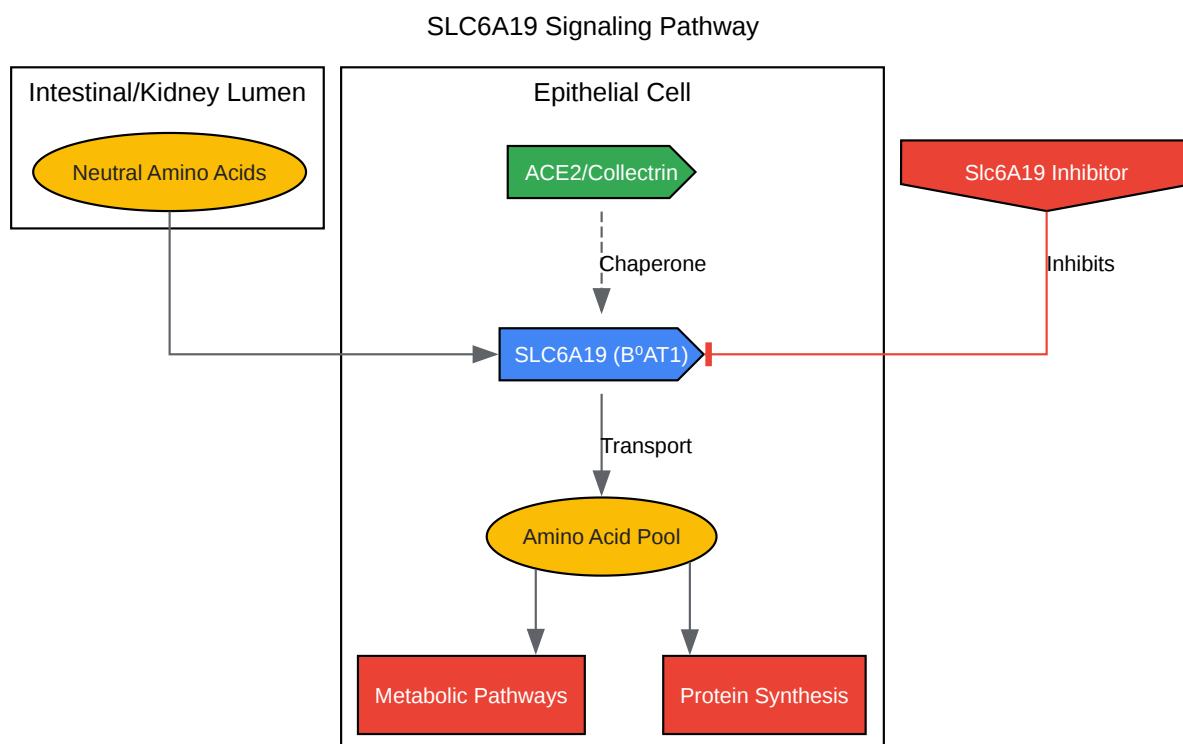 SLC6A19 Signaling Pathway
Intestinal/Kidney Lumen
Epithelial Cell
Neutral Amino Acids
ACE2/Collectrin
Slc6A19 Inhibitor
Chaperone
Inhibits
SLC6A19 (B⁰AT1)
Transport
Amino Acid Pool
Metabolic Pathways
Protein Synthesis